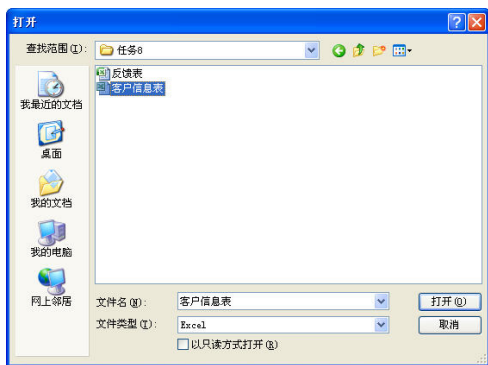 打开
查找范围(I):
任务8
反馈表
客户信息表
我最近的文档
桌面
我的文档
我的电脑
网上邻居
文件名(N):
客户信息表
打开(O)
文件类型(T):
Excel
取消
以只读方式打开(R)